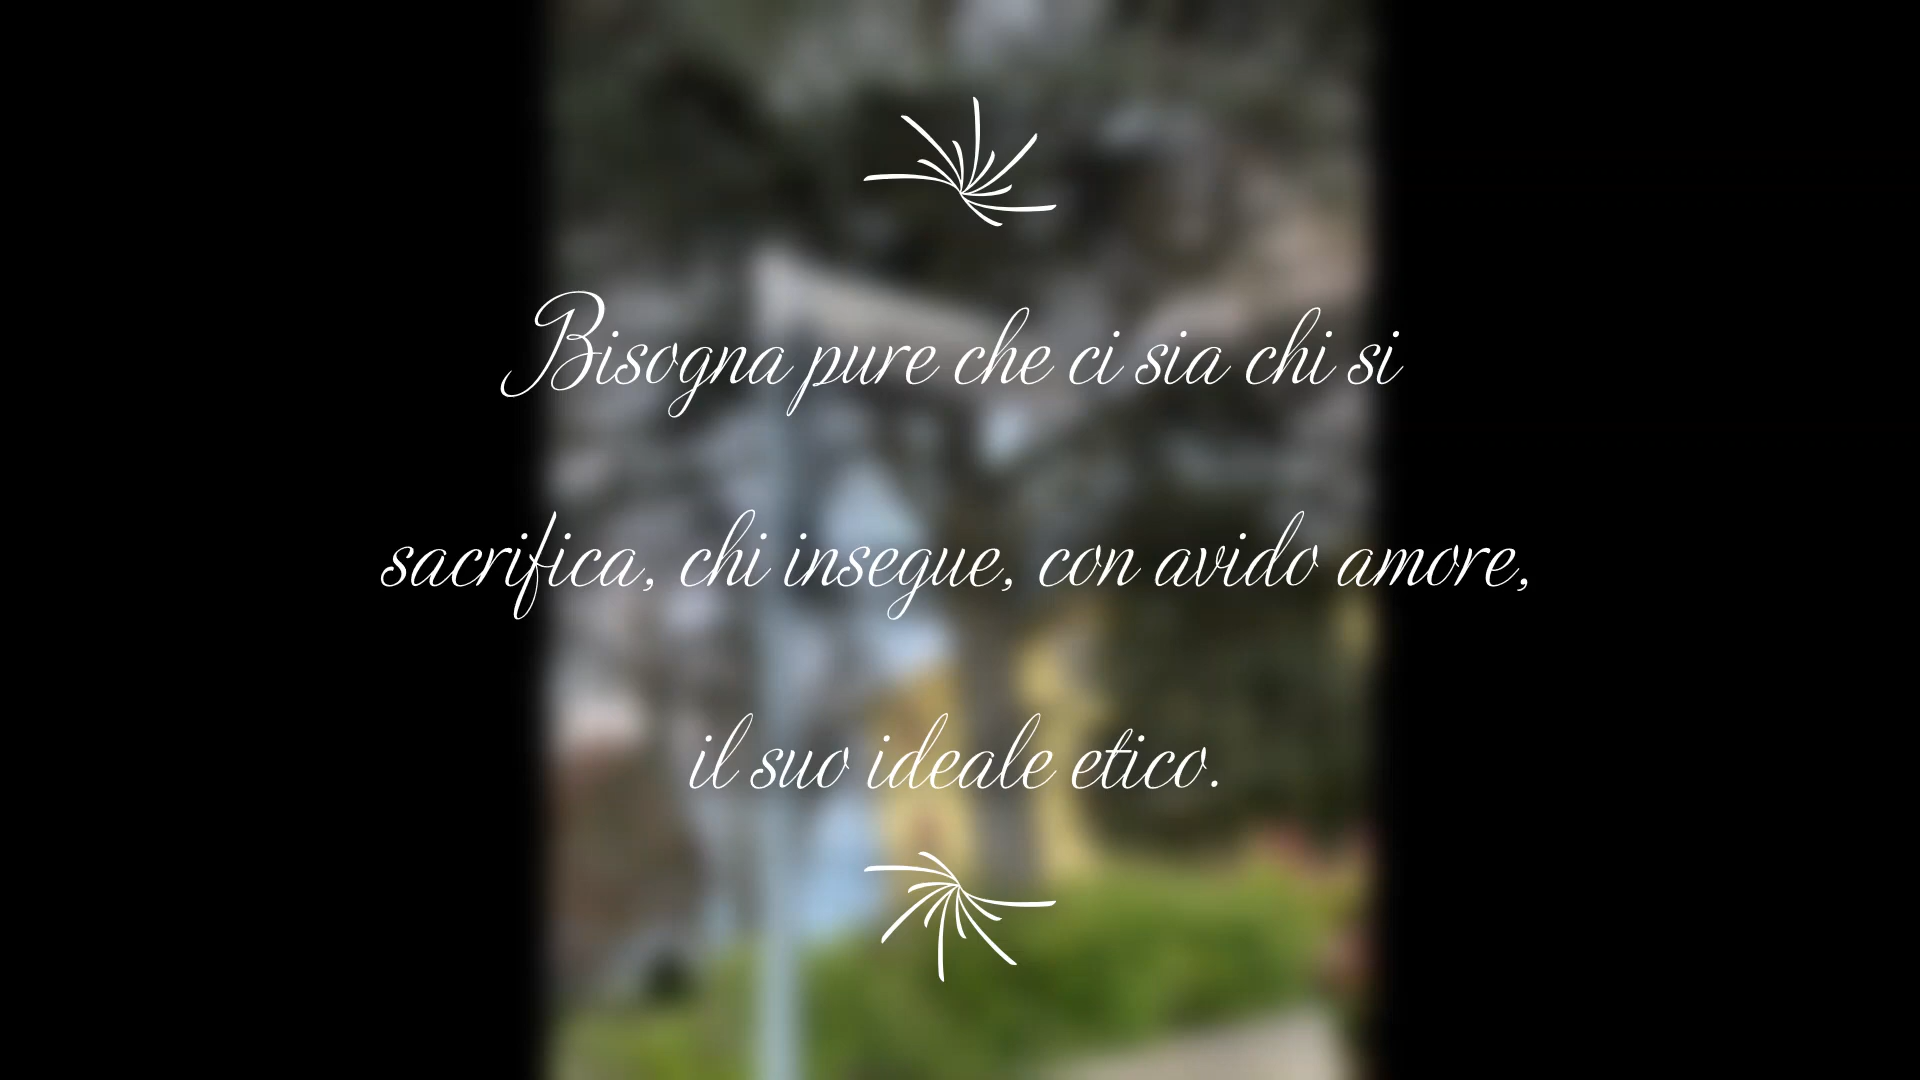 Bisogna pure che ci sia chi si
sacrifica, chi insegue, con avido amore,
il suo ideale etico.